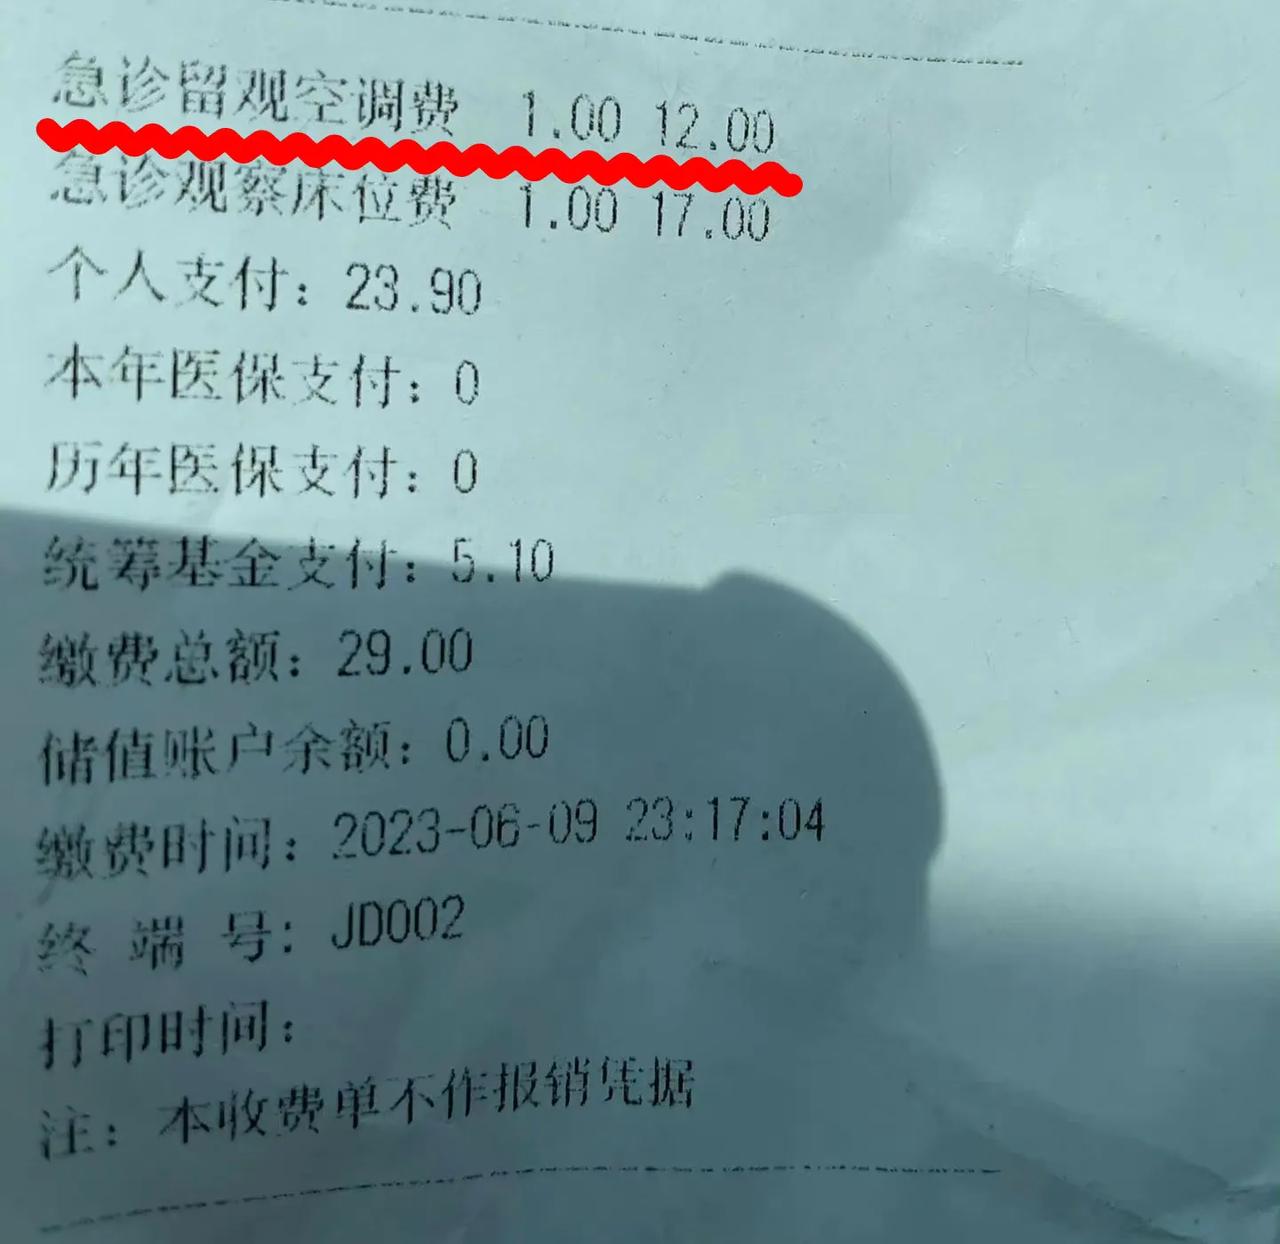 急诊留观空调费 1.00 12.00
急诊观察床位费 1.00 17.00
个人支付：23.90
本年医保支付：0
历年医保支付：0
统筹基金支付：5.10
缴费总额：29.00
储值账户余额：0.00
缴费时间：2023-06-09 23:17:04
终 端 号：JD002
打印时间：
注：本收费单不作报销凭据